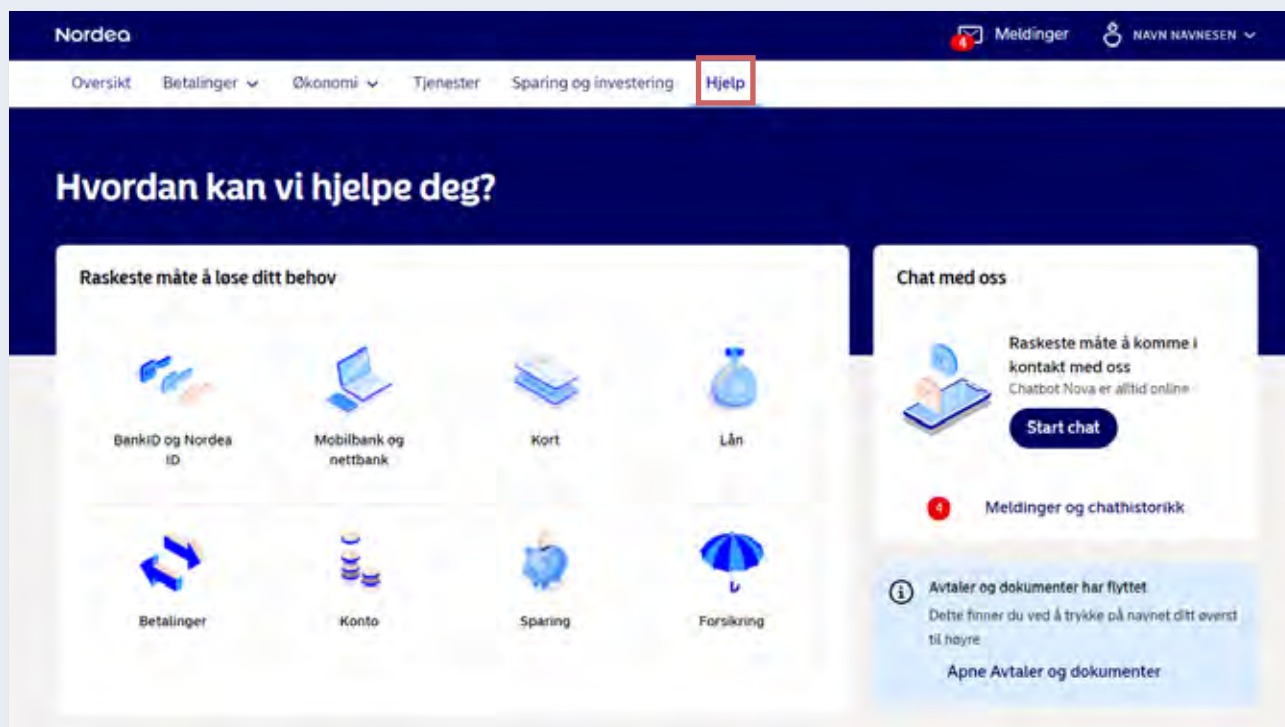 Nordea
4
Meldinger
NAVN NAVNESEN
Oversikt
Betalinger
Økonomi
Tjenester
Sparing og investering
Hjelp
Hvordan kan vi hjelpe deg?
Raskeste måte å løse ditt behov
BankID og Nordea
ID
Mobilbank og
nettbank
Kort
Lån
Betalinger
Konto
Sparing
Forsikring
Chat med oss
Raskeste måte å komme i
kontakt med oss
Chatbot Nova er alltid online
Start chat
4
Meldinger og chathistorikk
Avtaler og dokumenter har flyttet
Dette finner du ved å trykke på navnet ditt øverst
til høyre
Åpne Avtaler og dokumenter